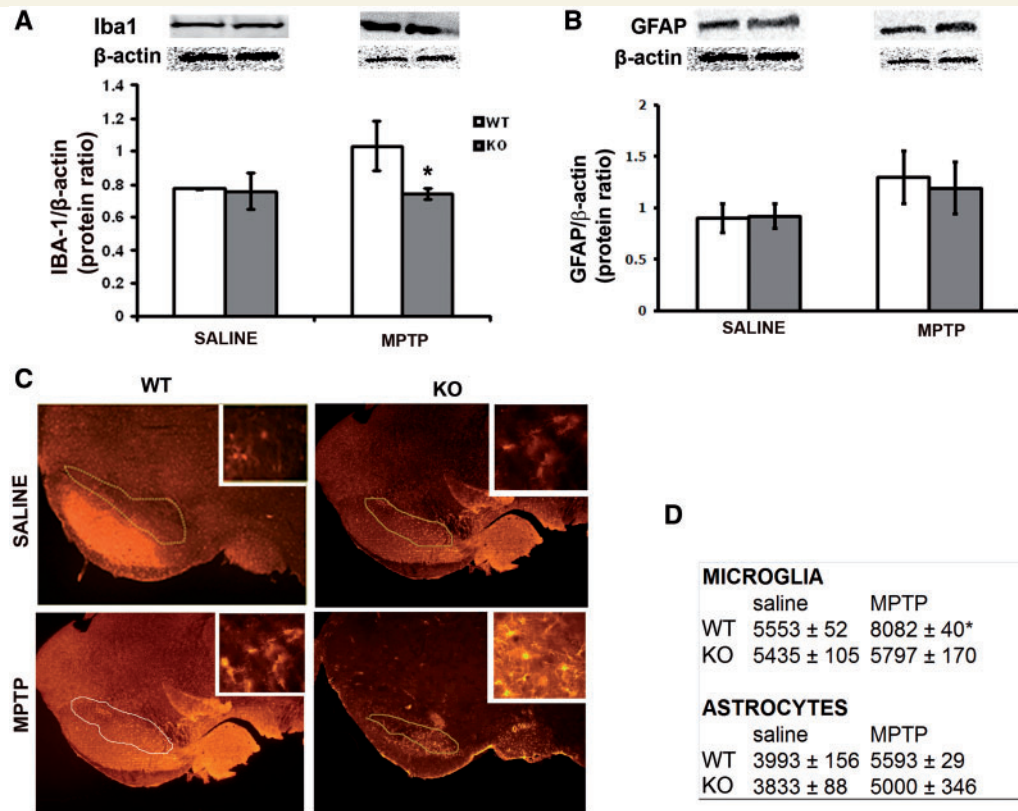 A
Iba1
β-actin
IBA-1/β-actin
(protein ratio)
1.4
1.2
1
0.8
0.6
0.4
0.2
0
WT
KO
*
SALINE
MPTP
B
GFAP
β-actin
GFAP/β-actin
(protein ratio)
2
1.5
1
0.5
0
SALINE
MPTP
C
WT
KO
SALINE
MPTP
D
MICROGLIA
saline MPTP
WT 5553 ± 52 8082 ± 40*
KO 5435 ± 105 5797 ± 170
ASTROCYTES
saline MPTP
WT 3993 ± 156 5593 ± 29
KO 3833 ± 88 5000 ± 346